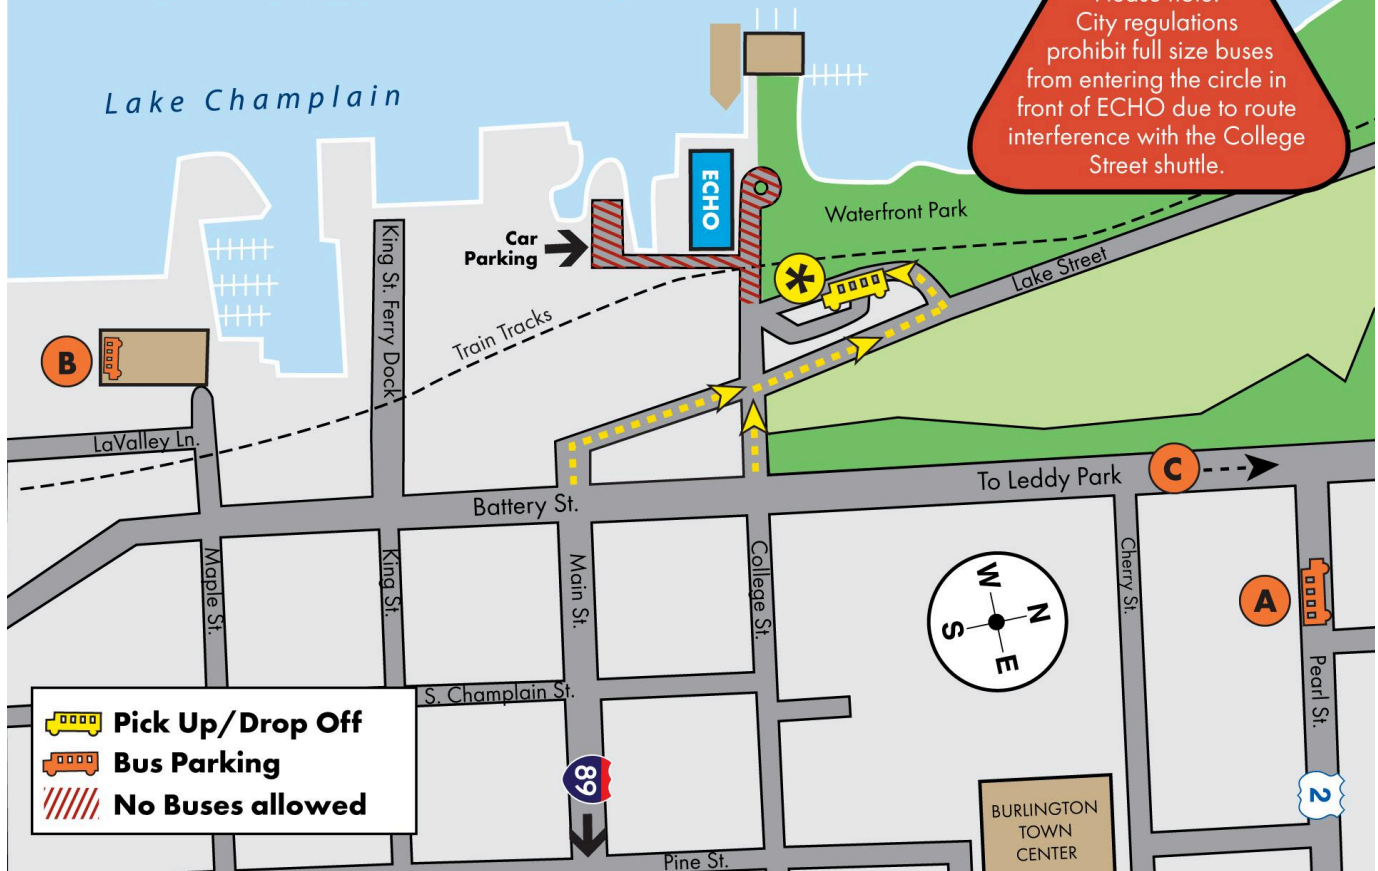 City regulations
prohibit full size buses
from entering the circle in
front of ECHO due to route
interference with the College
Street shuttle.
Lake Champlain
ECHO
Waterfront Park
Car
Parking
King St. Ferry Dock
Train Tracks
Lake Street
*
B
LaValley Ln.
Battery St.
To Leddy Park
C
Maple St.
King St.
Main St.
College St.
Cherry St.
W
N
S
E
A
Pearl St.
S. Champlain St.
Pick Up/Drop Off
Bus Parking
No Buses allowed
89
2
BURLINGTON
TOWN
CENTER
Pine St.